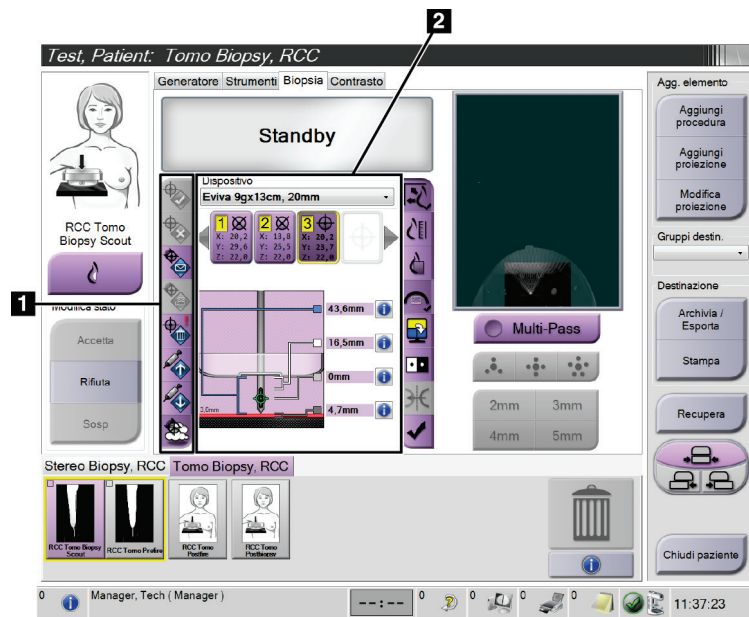 2
Test, Patient: Tomo Biopsy, RCC
Generatore Strumenti Biopsia Contrasto
Standby
RCC Tomo
Biopsy Scout
Modifica stato
Accetta
Rifiuta
Sosp
1
Dispositivo
Eviva 9gx13cm, 20mm
1
X: 20,2
Y: 29,6
Z: 22,0
2
X: 13,8
Y: 25,5
Z: 22,0
3
X: 20,2
Y: 23,7
Z: 22,0
43,6mm
16,5mm
0mm
4,7mm
Multi-Pass
2mm 3mm
4mm 5mm
Agg. elemento
Aggiungi
procedura
Aggiungi
proiezione
Modifica
proiezione
Gruppi destin.
Destinazione
Archivia /
Esporta
Stampa
Recupera
Chiudi paziente
Stereo Biopsy, RCC Tomo Biopsy, RCC
RCC Tomo Biopsy
Scout
RCC Tomo Prefire
RCC Tomo
Postfire
RCC Tomo
Postbiopsy
0 Manager, Tech ( Manager ) --:-- 0 0 0 0 11:37:23